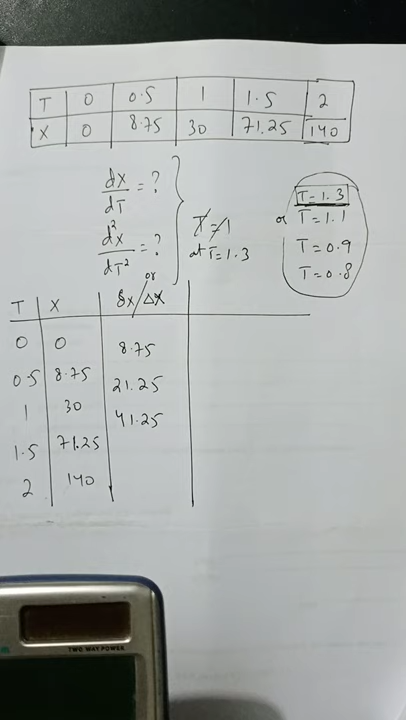 T 0 0.5 1 1.5 2
X 0 8.75 30 71.25 140
dx/dT = ?
d²x/dT² = ?
T=1
at T=1.3
T=1.3
or T=1.1
T=0.9
T=0.8
or
T X δx/ΔX
0 0 8.75
0.5 8.75 21.25
1 30 41.25
1.5 71.25
2 140
TWO WAY POWER